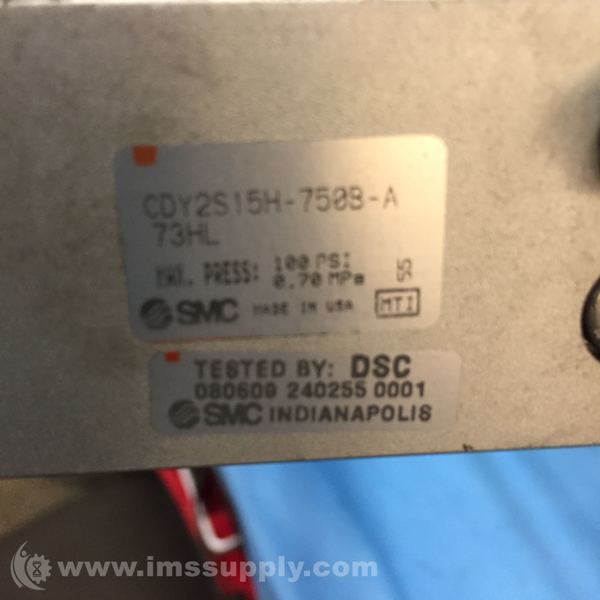 CDY2S15H-750B-A
73HL
MAX. PRESS: 100 PSI
0.70 MPa
SMC MADE IN USA MTI
TESTED BY: DSC
080609 240255 0001
SMC INDIANAPOLIS
www.imssupply.com